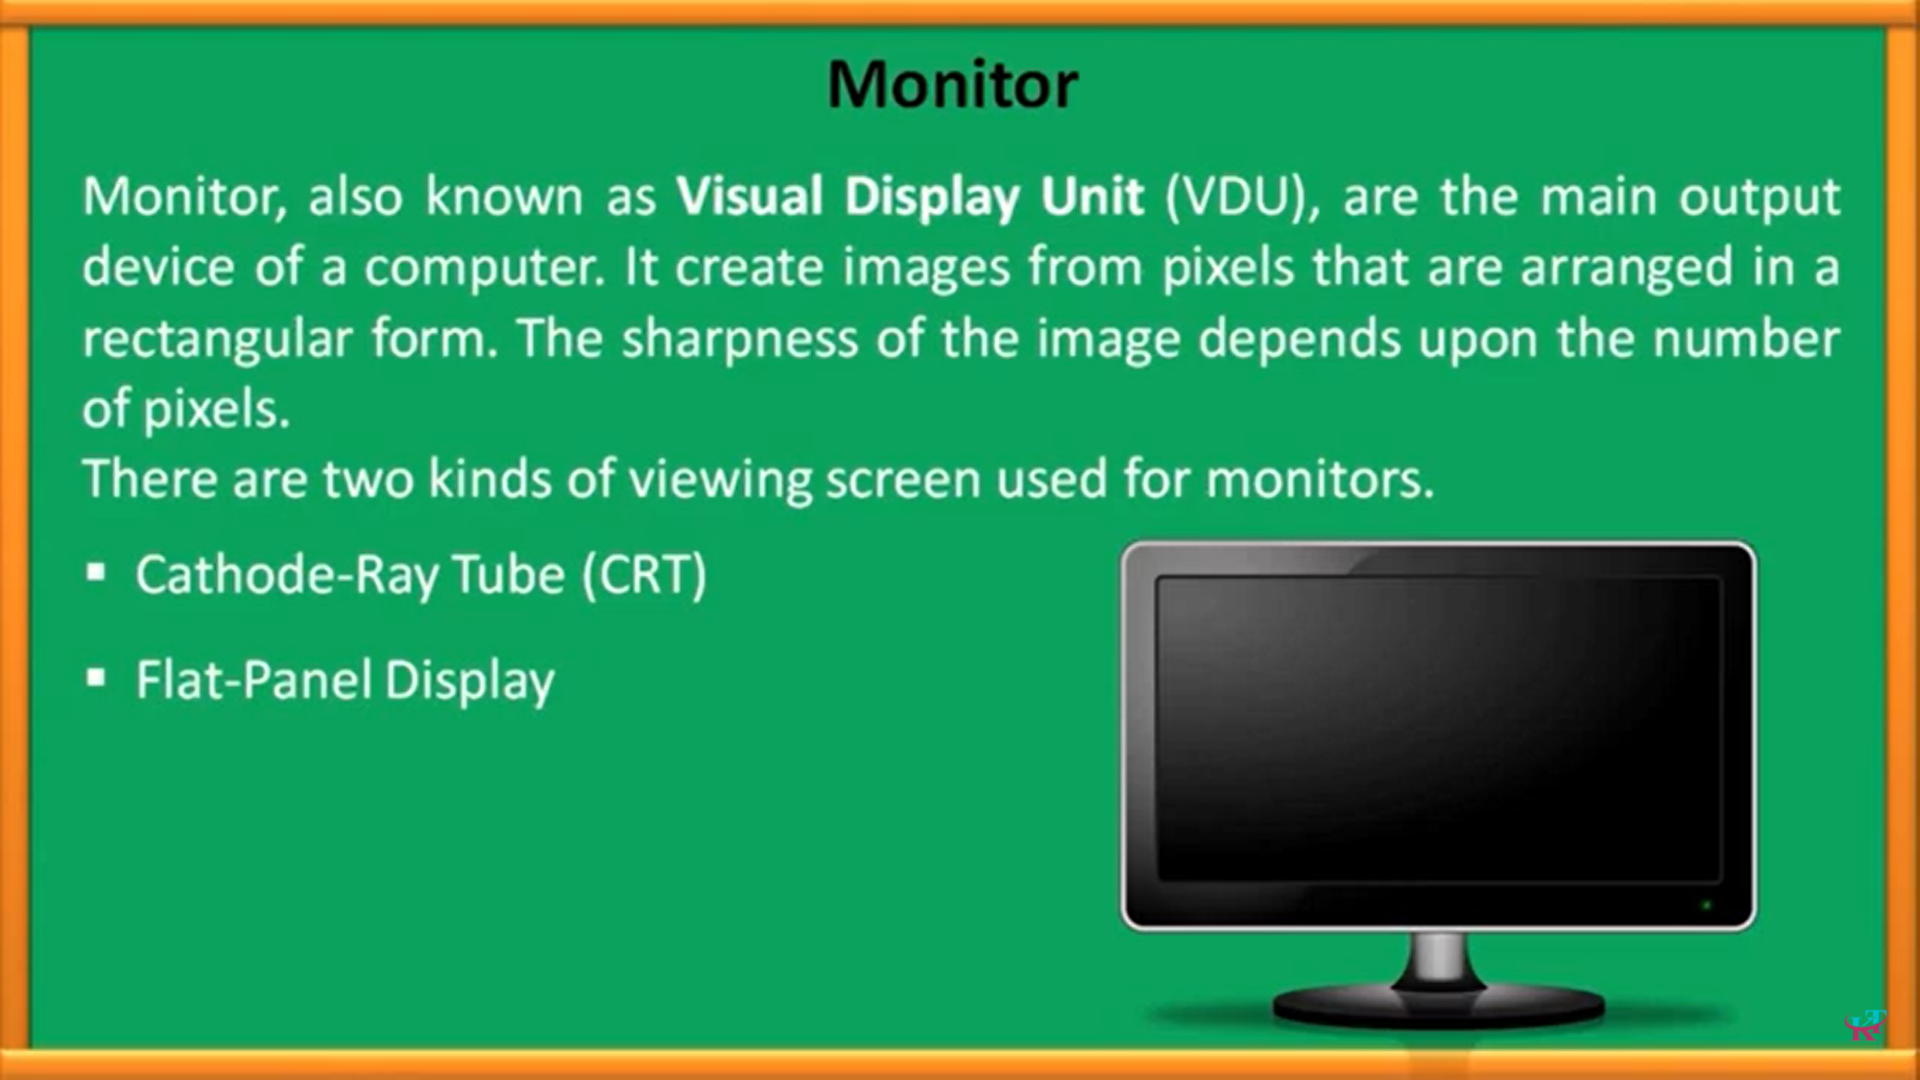 Monitor
Monitor, also known as Visual Display Unit (VDU), are the main output
device of a computer. It create images from pixels that are arranged in a
rectangular form. The sharpness of the image depends upon the number
of pixels.
There are two kinds of viewing screen used for monitors.
▪ Cathode-Ray Tube (CRT)
▪ Flat-Panel Display